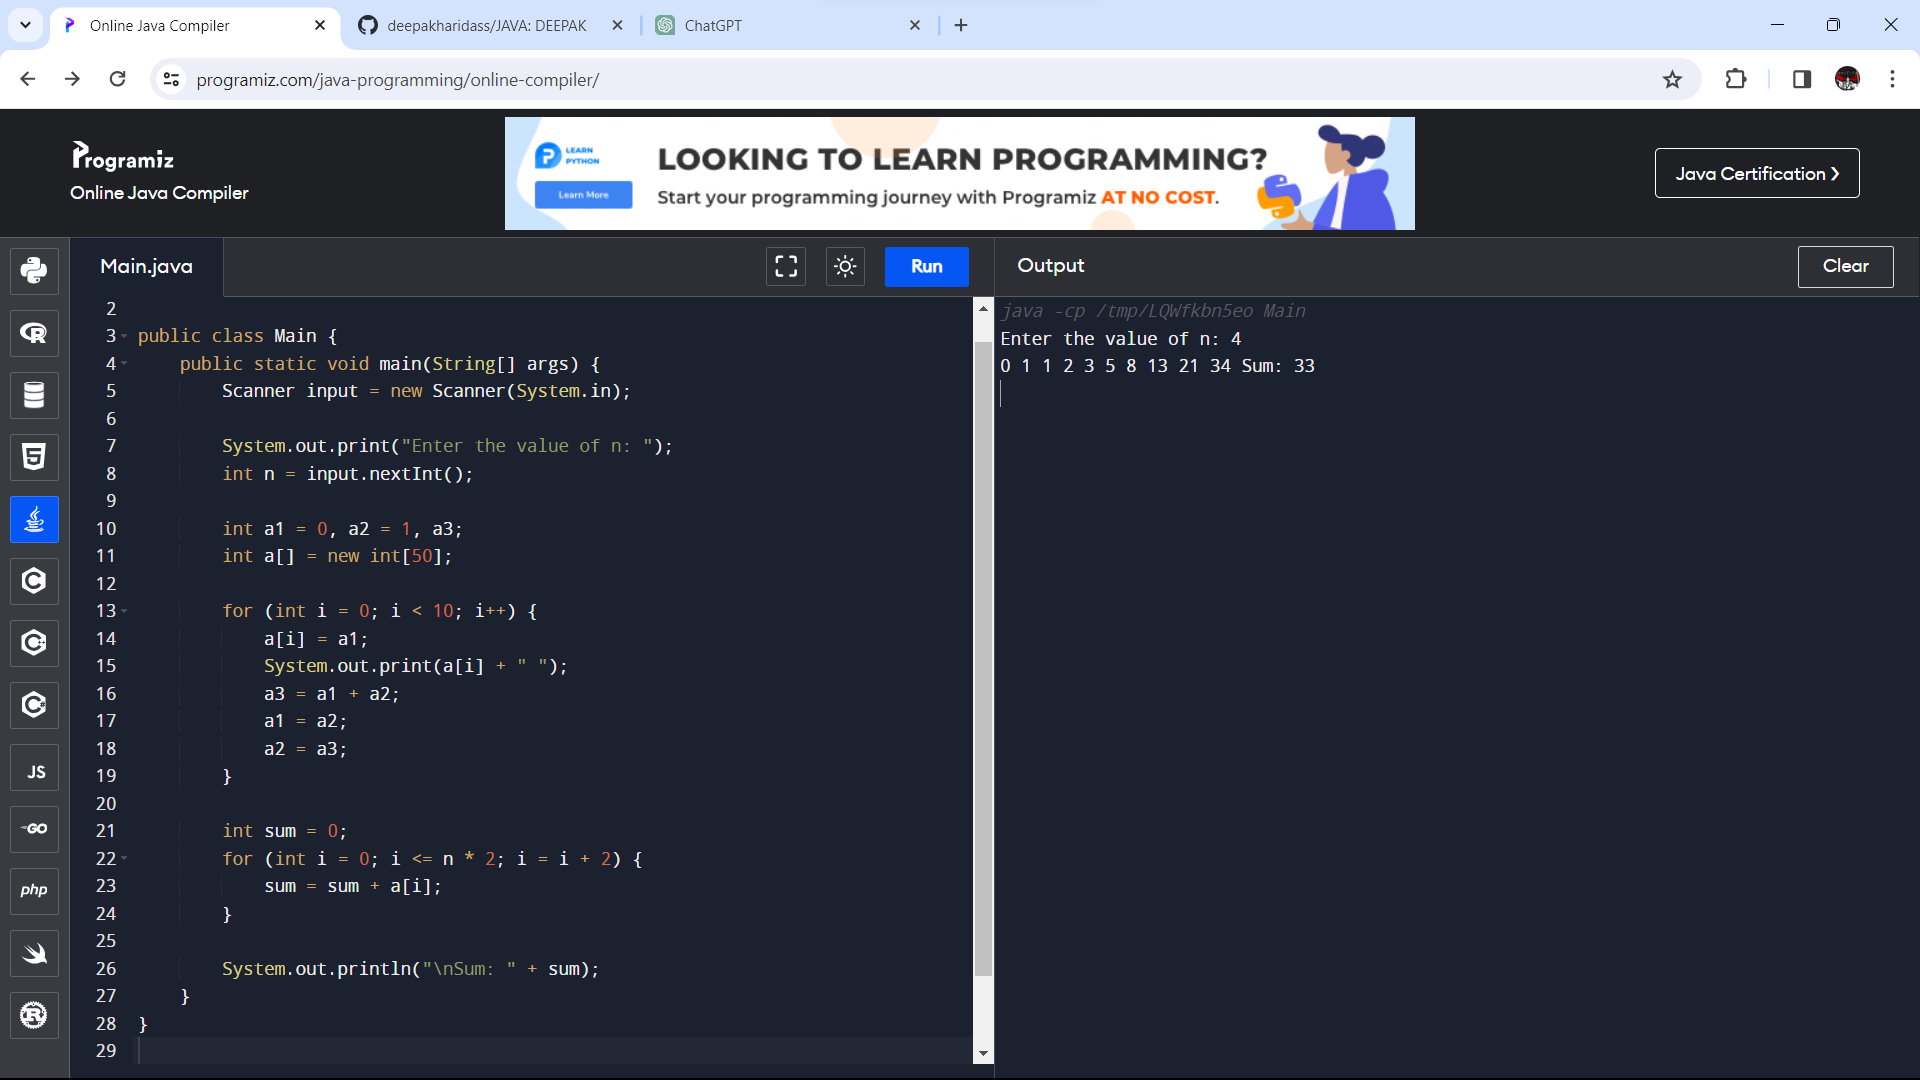 Online Java Compiler
deepakharidass/JAVA: DEEPAK
ChatGPT
programiz.com/java-programming/online-compiler/
Programiz
Online Java Compiler
LEARN
PYTHON
Learn More
LOOKING TO LEARN PROGRAMMING?
Start your programming journey with Programiz AT NO COST.
Java Certification ❯
Main.java
Run
Output
Clear
2
3 public class Main {
4     public static void main(String[] args) {
5         Scanner input = new Scanner(System.in);
6
7         System.out.print("Enter the value of n: ");
8         int n = input.nextInt();
9
10         int a1 = 0, a2 = 1, a3;
11         int a[] = new int[50];
12
13         for (int i = 0; i < 10; i++) {
14             a[i] = a1;
15             System.out.print(a[i] + " ");
16             a3 = a1 + a2;
17             a1 = a2;
18             a2 = a3;
19         }
20
21         int sum = 0;
22         for (int i = 0; i <= n * 2; i = i + 2) {
23             sum = sum + a[i];
24         }
25
26         System.out.println("\nSum: " + sum);
27     }
28 }
29
java -cp /tmp/LQWfkbn5eo Main
Enter the value of n: 4
0 1 1 2 3 5 8 13 21 34 Sum: 33
R
5
C
C++
C#
JS
GO
php
R